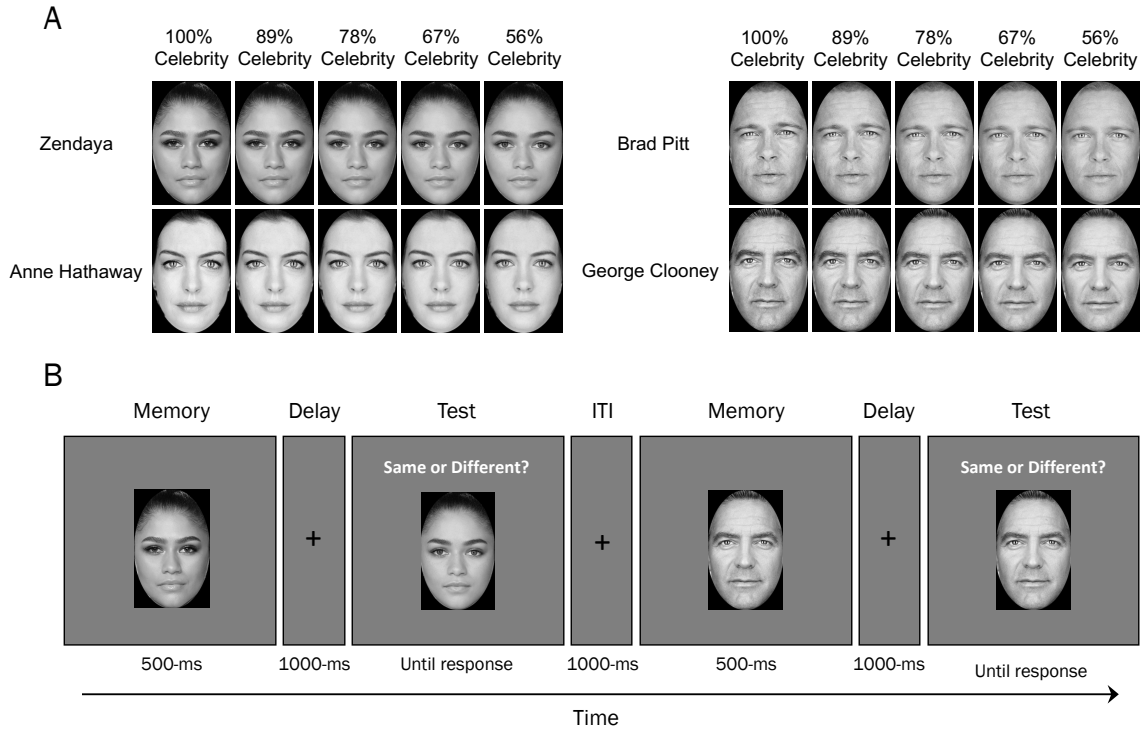 A
100% Celebrity 89% Celebrity 78% Celebrity 67% Celebrity 56% Celebrity
Zendaya
Anne Hathaway
100% Celebrity 89% Celebrity 78% Celebrity 67% Celebrity 56% Celebrity
Brad Pitt
George Clooney
B
Memory Delay Test ITI Memory Delay Test
Same or Different? Same or Different?
+ + +
500-ms 1000-ms Until response 1000-ms 500-ms 1000-ms Until response
Time